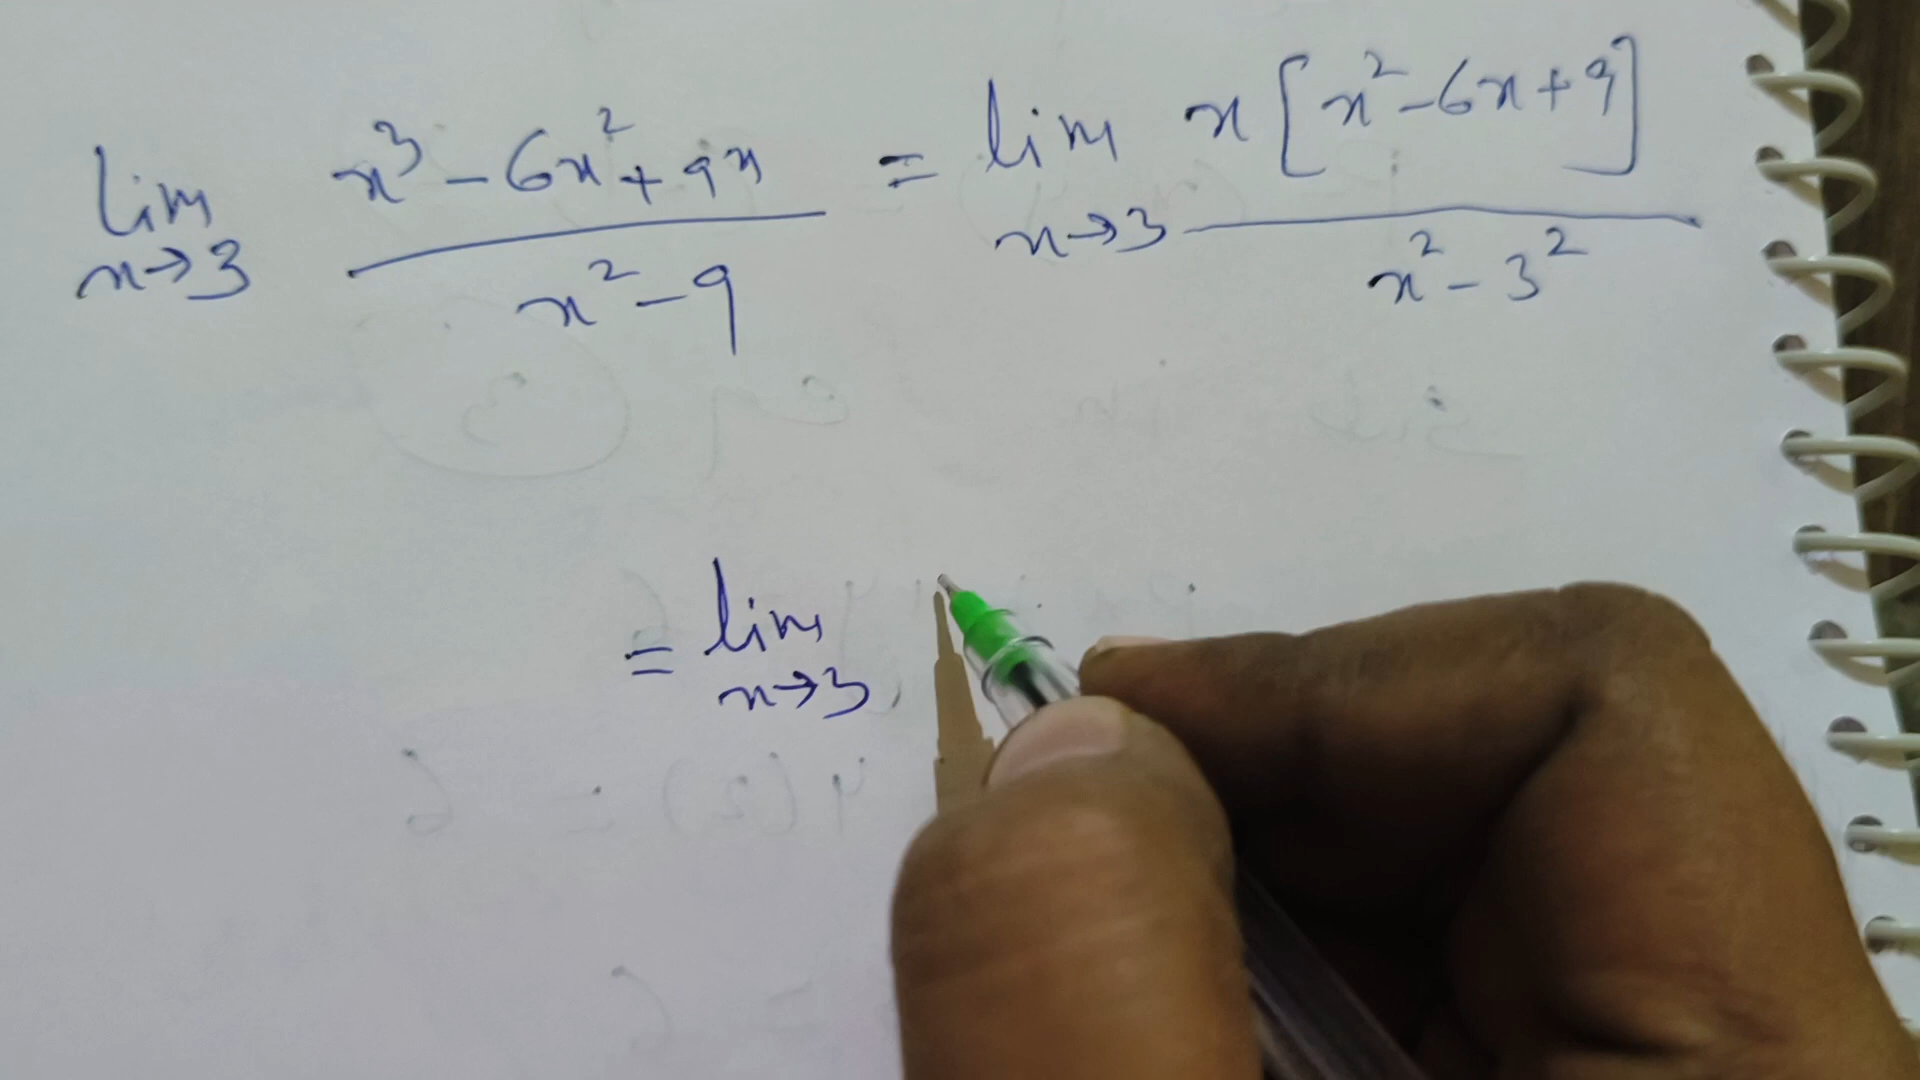 lim x→3 x³ - 6x² + 9x / x² - 9 = lim x→3 x [x² - 6x + 9] / x² - 3²
= lim x→3